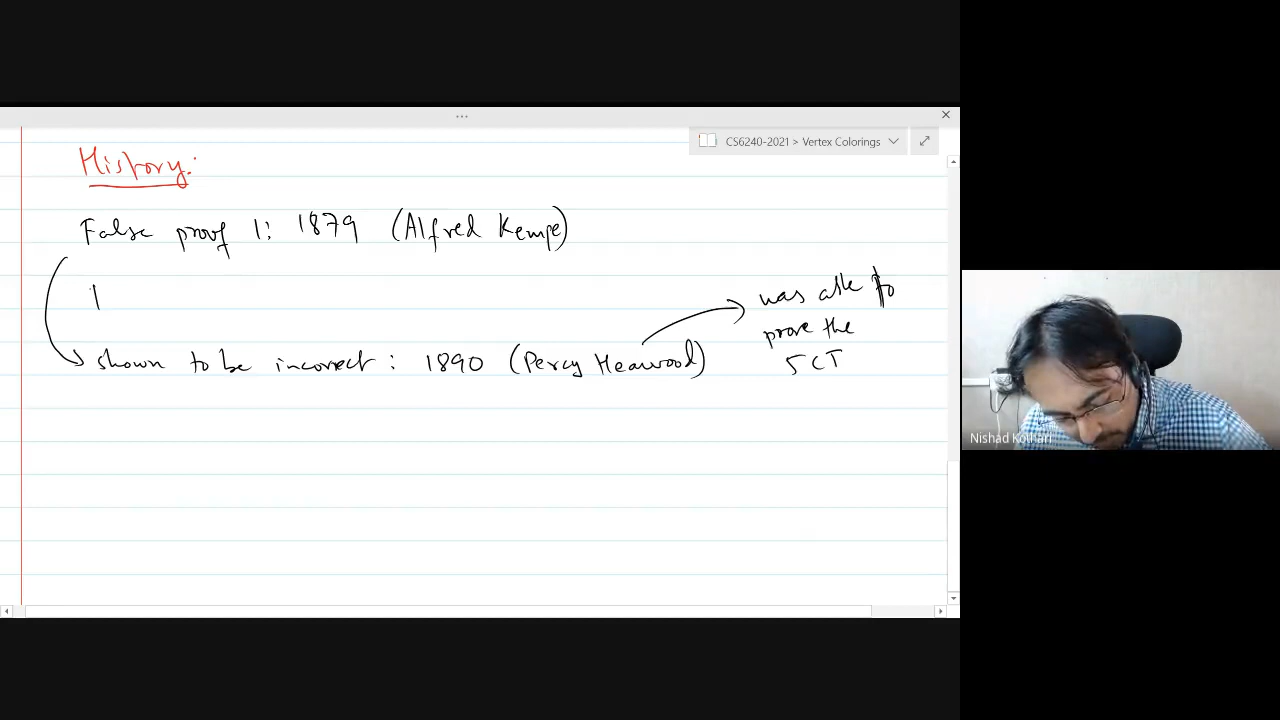 CS6240-2021 > Vertex Colorings
History:
False proof 1: 1879 (Alfred Kempe)
was able to
prove the
5CT
shown to be incorrect: 1890 (Percy Heawood)
Nishad Kothari